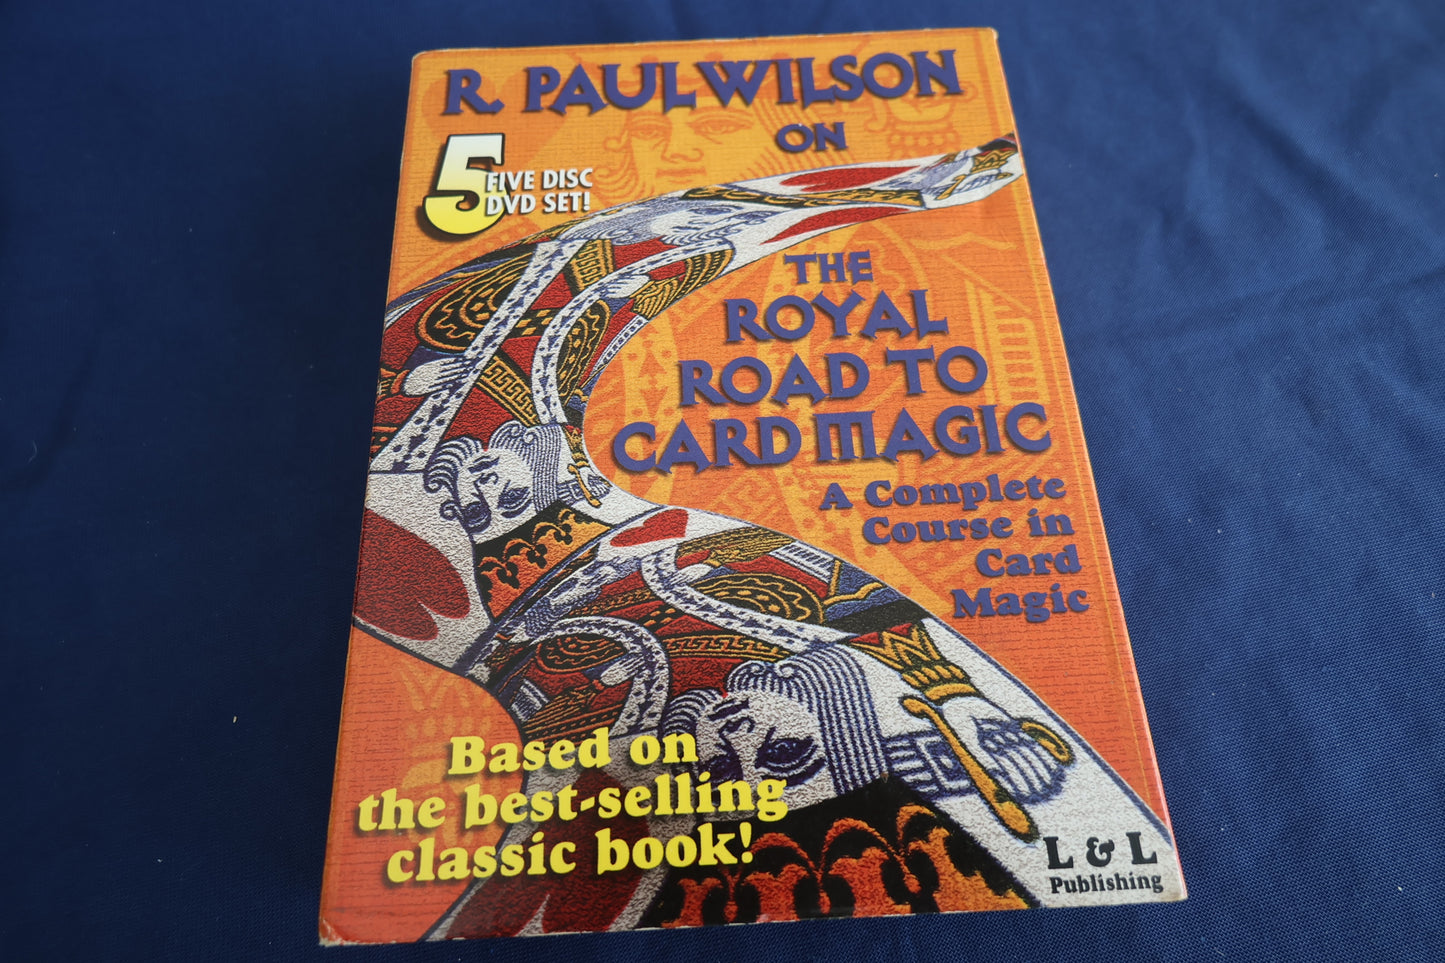 R. PAUL WILSON
ON
5
FIVE DISC
DVD SET!
THE
ROYAL
ROAD TO
CARD MAGIC
A Complete
Course in
Card
Magic
Based on
the best-selling
classic book!
L & L
Publishing